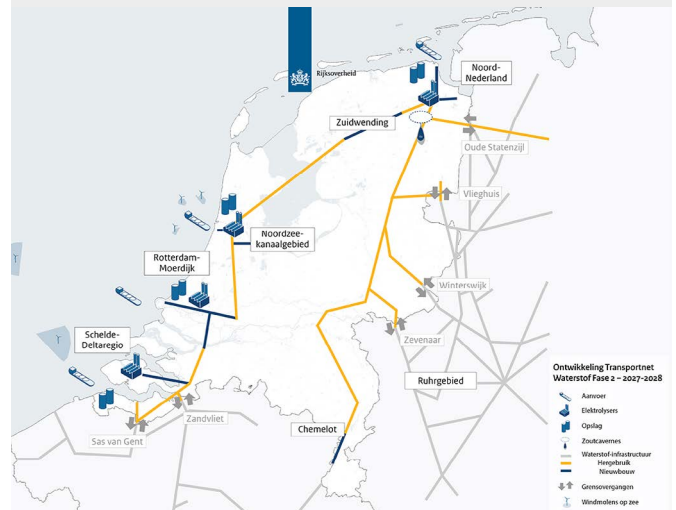 Rijksoverheid
Noord-
Nederland
Zuidwending
Oude Statenzijl
Vlieghuis
Noordzee-
kanaalgebied
Rotterdam-
Moerdijk
Winterswijk
Zevenaar
Schelde-
Deltaregio
Ruhrgebied
Zandvliet
Chemelot
Sas van Gent
Ontwikkeling Transportnet
Waterstof Fase 2 – 2027-2028
Aanvoer
Elektrolysers
Opslag
Zoutcavernes
Waterstof-infrastructuur
Hergebruik
Nieuwbouw
Grensovergangen
Windmolens op zee